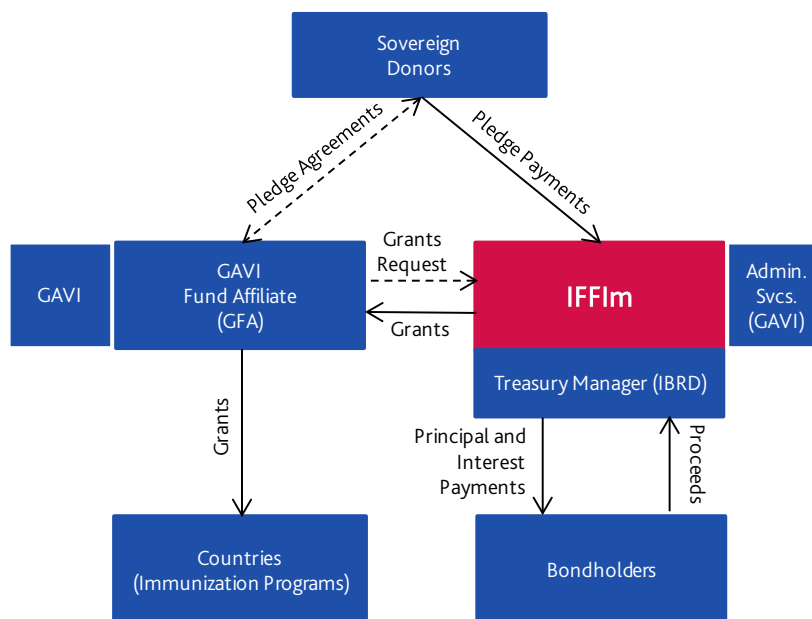 Sovereign
Donors
Pledge Agreements
Pledge Payments
GAVI
GAVI
Fund Affiliate
(GFA)
Grants
Request
Grants
IFFIm
Admin.
Svcs.
(GAVI)
Treasury Manager (IBRD)
Grants
Principal and
Interest
Payments
Proceeds
Countries
(Immunization Programs)
Bondholders